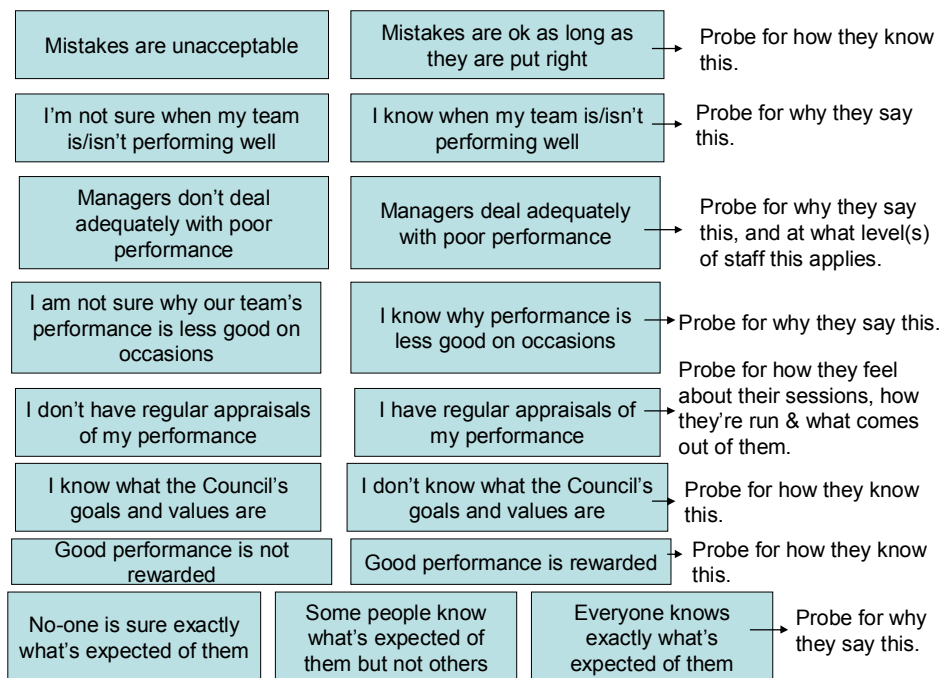 Mistakes are unacceptable
Mistakes are ok as long as
they are put right
Probe for how they know
this.
I'm not sure when my team
is/isn't performing well
I know when my team is/isn't
performing well
Probe for why they say
this.
Managers don't deal
adequately with poor
performance
Managers deal adequately
with poor performance
Probe for why they say
this, and at what level(s)
of staff this applies.
I am not sure why our team's
performance is less good on
occasions
I know why performance is
less good on occasions
Probe for why they say this.
I don't have regular appraisals
of my performance
I have regular appraisals of
my performance
Probe for how they feel
about their sessions, how
they're run & what comes
out of them.
I know what the Council's
goals and values are
I don't know what the Council's
goals and values are
Probe for how they know
this.
Good performance is not
rewarded
Good performance is rewarded
Probe for how they know
this.
No-one is sure exactly
what's expected of them
Some people know
what's expected of
them but not others
Everyone knows
exactly what's
expected of them
Probe for why
they say this.